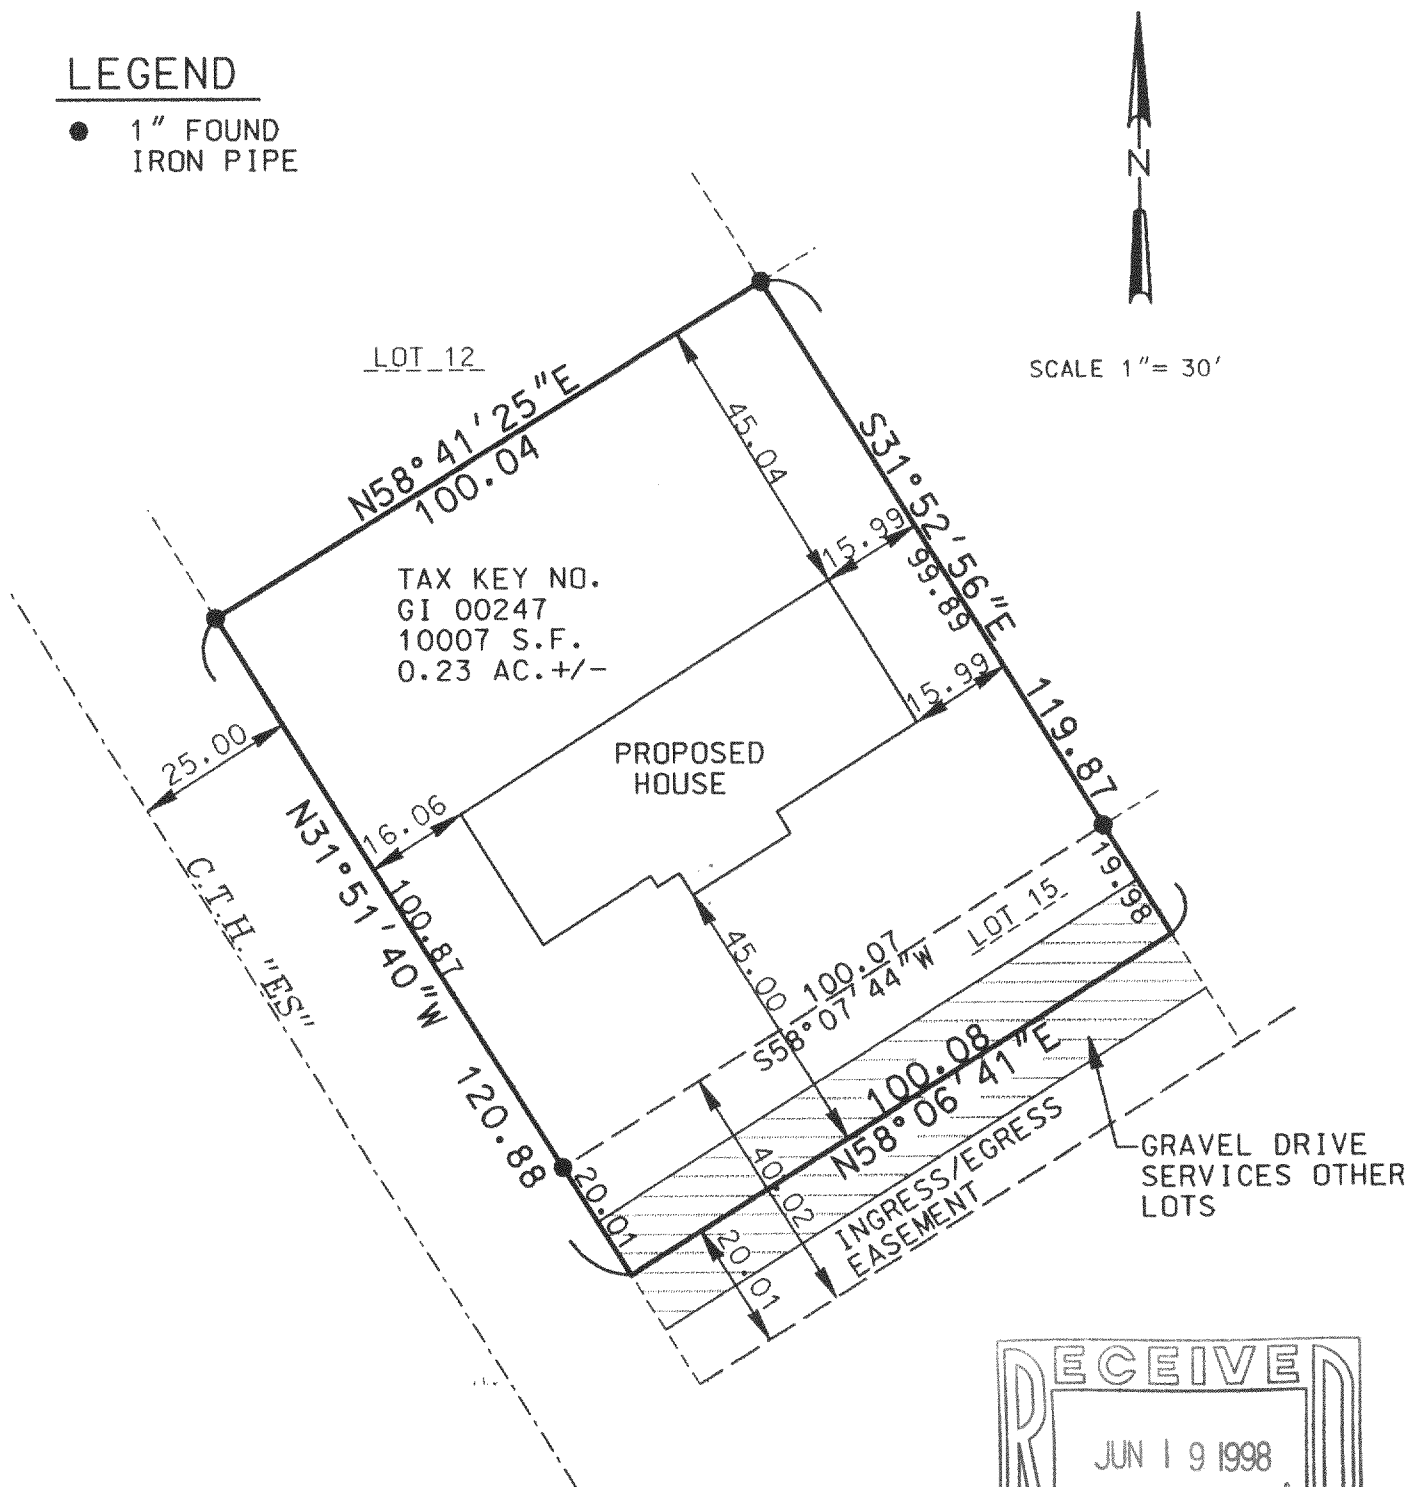 LEGEND
1" FOUND
IRON PIPE
N
SCALE 1"= 30'
LOT 12
N58°41'25"E
100.04
45.04
S31°52'56"E
99.89
119.87
15.99
15.99
TAX KEY NO.
GI 00247
10007 S.F.
0.23 AC.+/-
25.00
PROPOSED
HOUSE
16.06
N31°51'40"W
100.87
120.88
C.T.H. "ES"
19.98
LOT 15
100.07
S58°07'44"W
45.00
100.08
N58°06'41"E
20.01
40.02
20.01
INGRESS/EGRESS
EASEMENT
GRAVEL DRIVE
SERVICES OTHER
LOTS
RECEIVED
JUN 19 1998